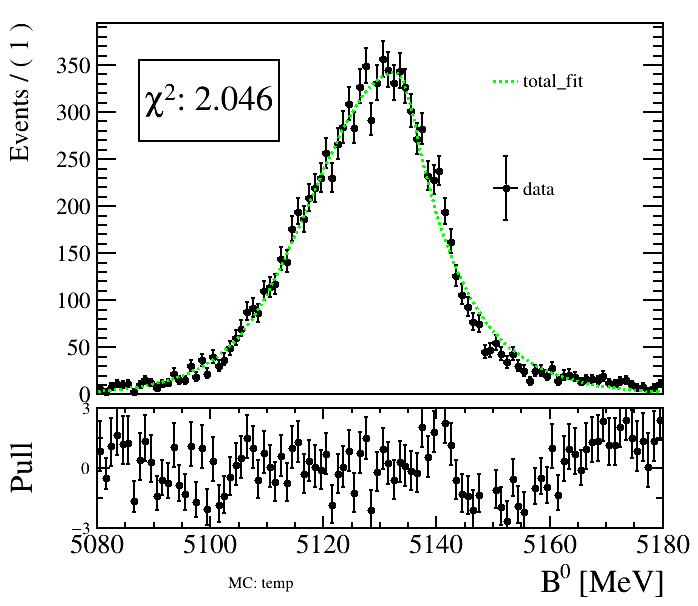 Events / ( 1 )
350
300
250
200
150
100
50
0
χ²: 2.046
total_fit
data
Pull
3
0
−3
5080 5100 5120 5140 5160 5180
MC: temp
B⁰ [MeV]